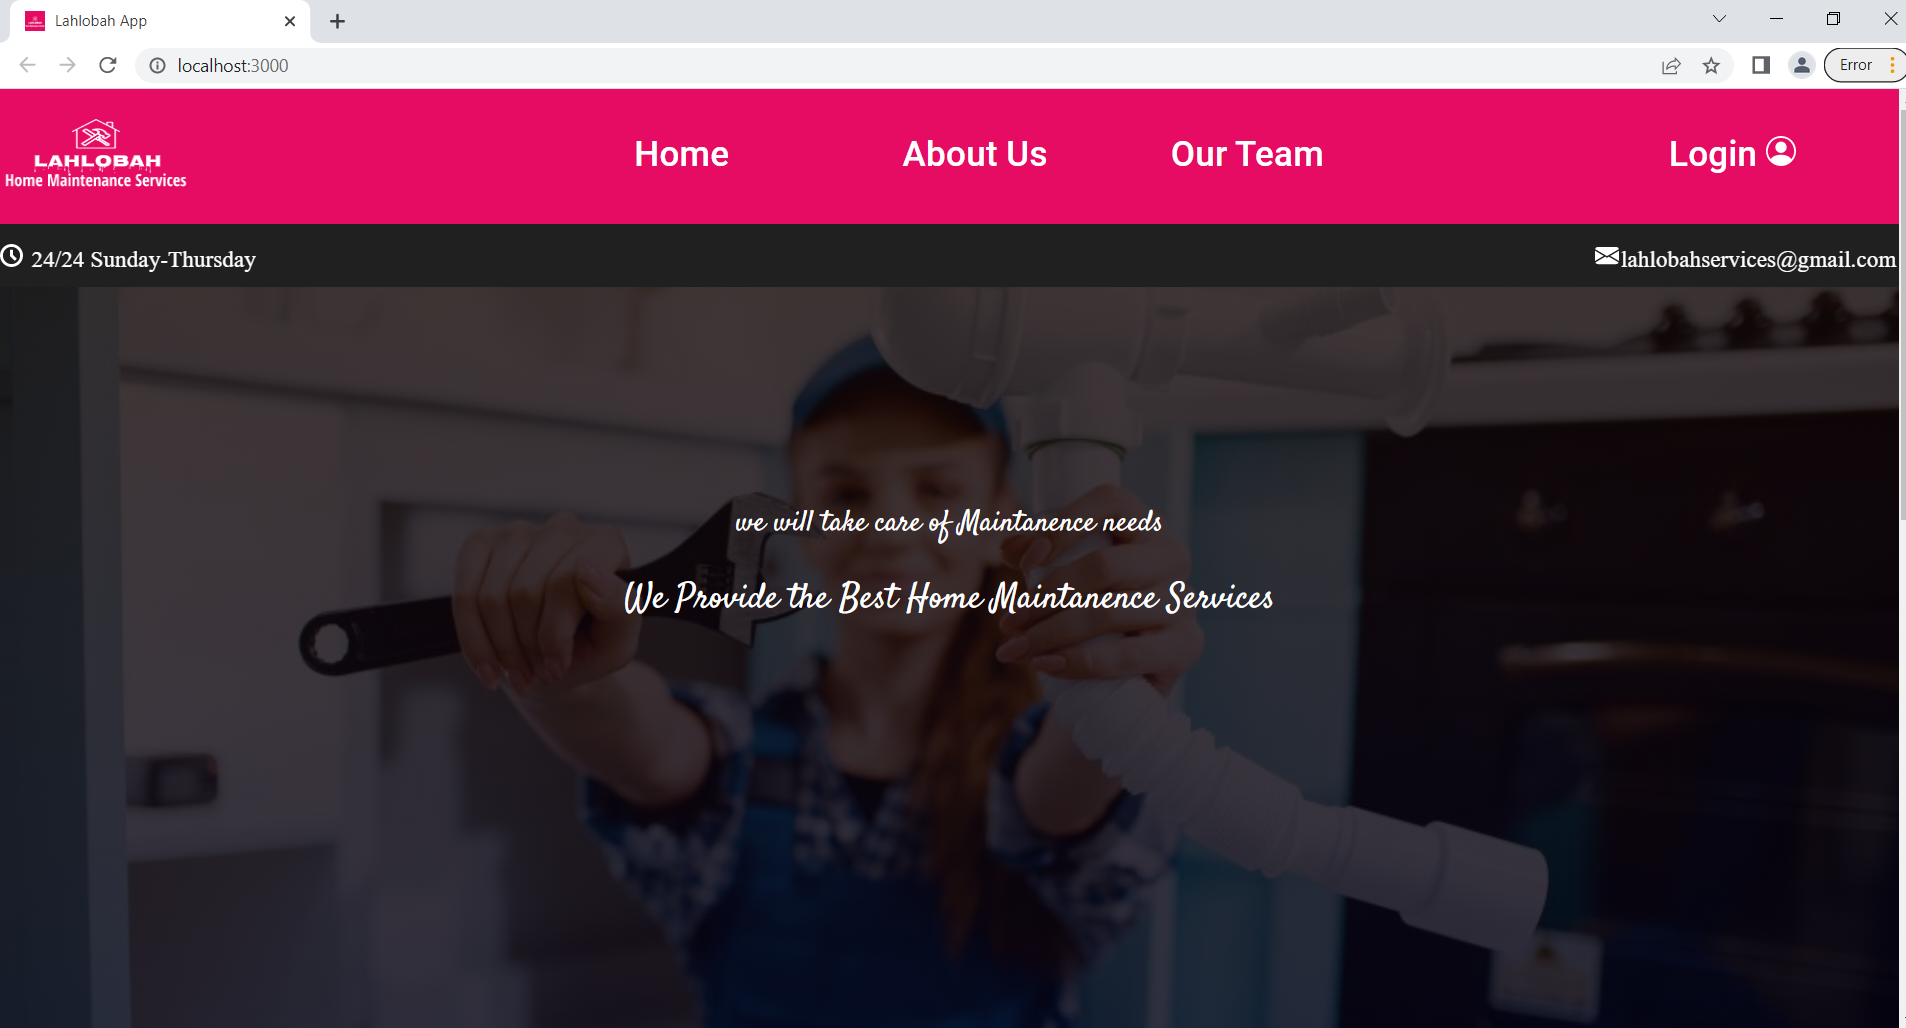 Lahlobah App
localhost:3000
Error
LAHLOBAH
Home Maintenance Services
Home
About Us
Our Team
Login
24/24 Sunday-Thursday
lahlobahservices@gmail.com
we will take care of Maintanence needs
We Provide the Best Home Maintanence Services